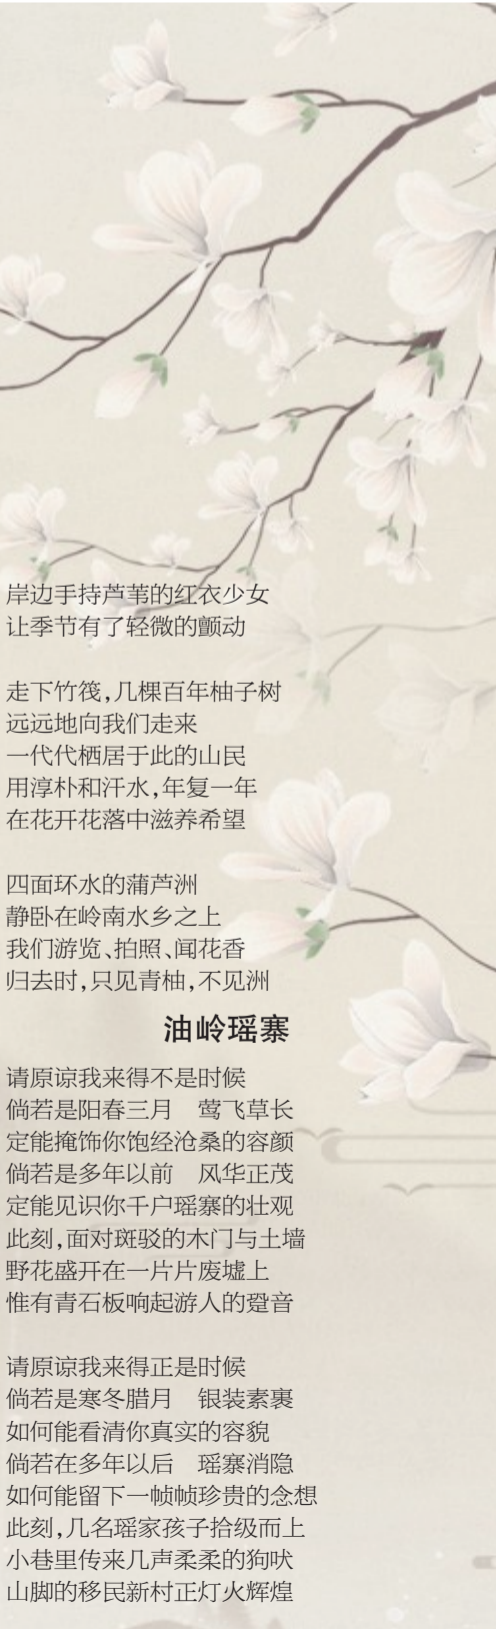 岸边手持芦苇的红衣少女
让季节有了轻微的颤动
走下竹筏,几棵百年柚子树
远远地向我们走来
一代代栖居于此的山民
用淳朴和汗水,年复一年
在花开花落中滋养希望
四面环水的蒲芦洲
静卧在岭南水乡之上
我们游览、拍照、闻花香
归去时,只见青柚,不见洲
油岭瑶寨
请原谅我来得不是时候
倘若是阳春三月　莺飞草长
定能掩饰你饱经沧桑的容颜
倘若是多年以前　风华正茂
定能见识你千户瑶寨的壮观
此刻,面对斑驳的木门与土墙
野花盛开在一片片废墟上
惟有青石板响起游人的跫音
请原谅我来得正是时候
倘若是寒冬腊月　银装素裹
如何能看清你真实的容貌
倘若在多年以后　瑶寨消隐
如何能留下一帧帧珍贵的念想
此刻,几名瑶家孩子拾级而上
小巷里传来几声柔柔的狗吠
山脚的移民新村正灯火辉煌